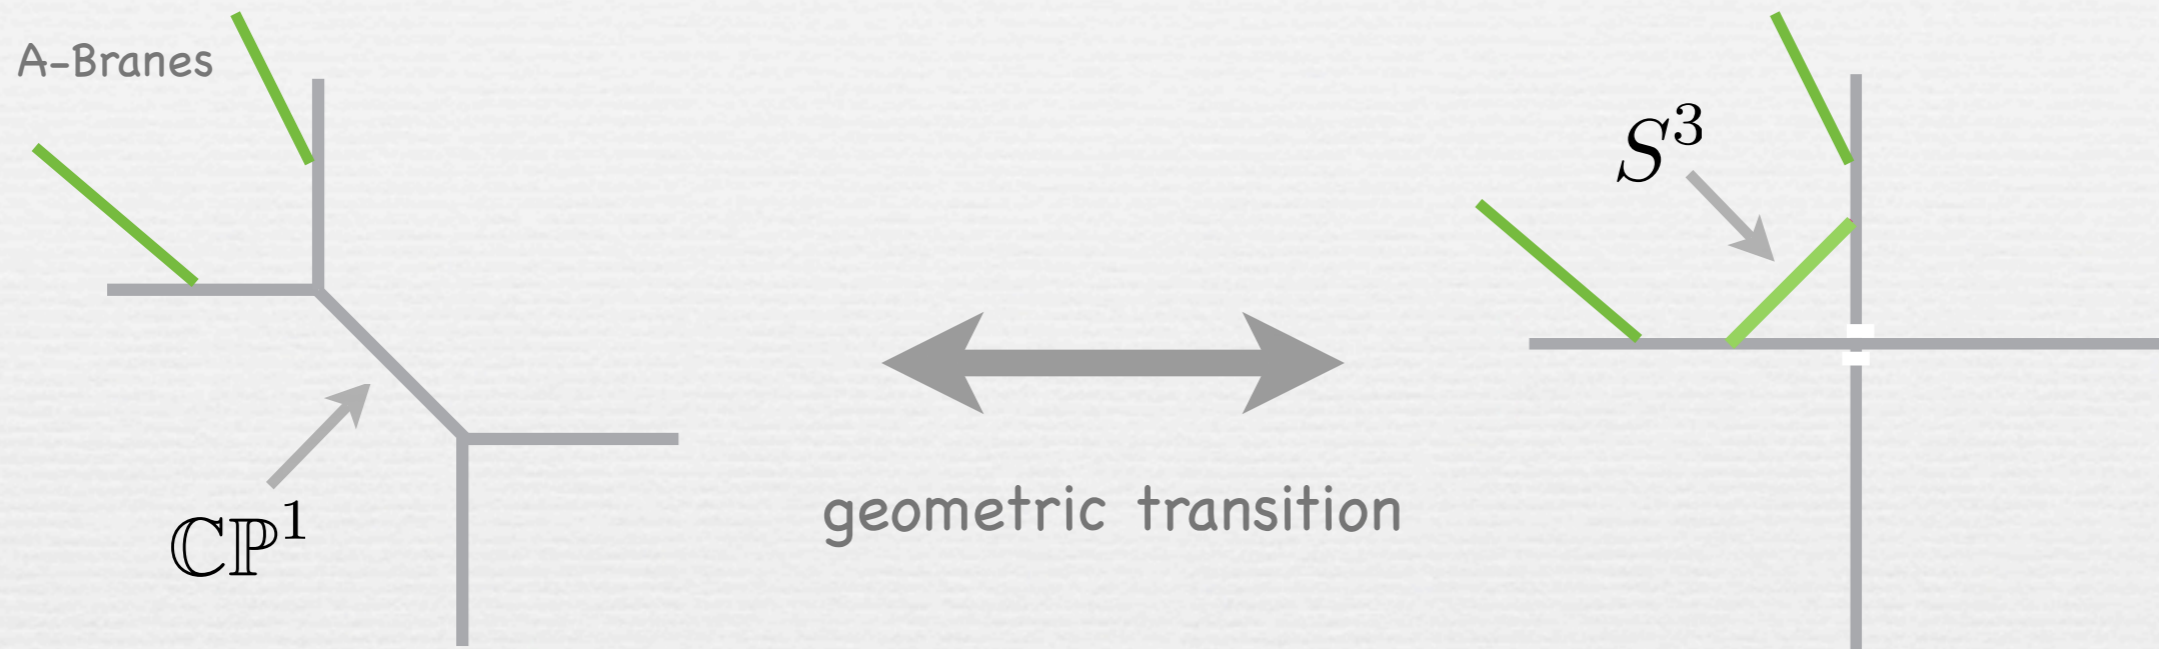 A-Branes
S^3
ℂℙ^1
geometric transition